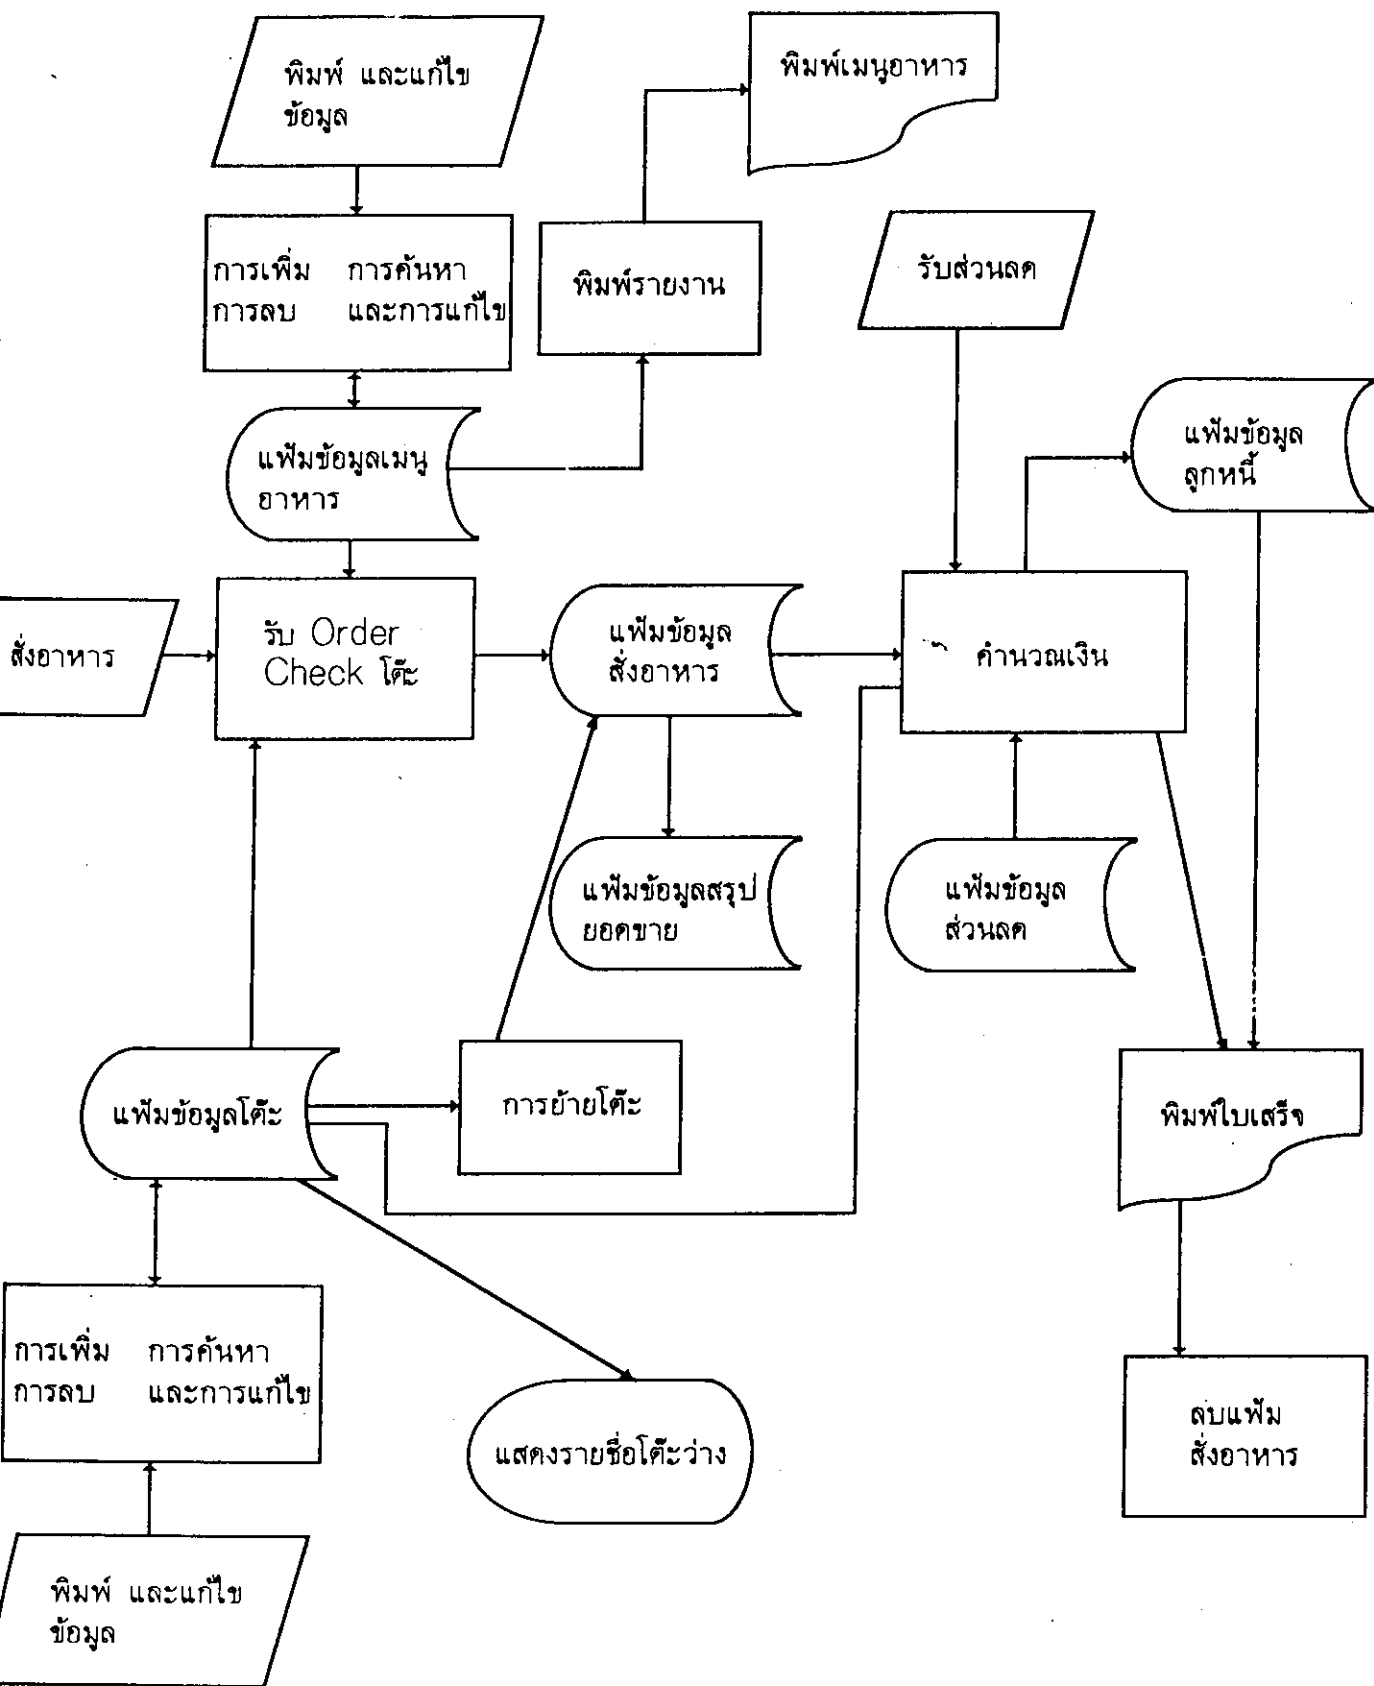 พิมพ์ และแก้ไข
ข้อมูล
พิมพ์เมนูอาหาร
การเพิ่ม การค้นหา
การลบ และการแก้ไข
พิมพ์รายงาน
รับส่วนลด
แฟ้มข้อมูลเมนู
อาหาร
แฟ้มข้อมูล
ลูกหนี้
สั่งอาหาร
รับ Order
Check โต๊ะ
แฟ้มข้อมูล
สั่งอาหาร
คำนวณเงิน
แฟ้มข้อมูลสรุป
ยอดขาย
แฟ้มข้อมูล
ส่วนลด
แฟ้มข้อมูลโต๊ะ
การย้ายโต๊ะ
พิมพ์ใบเสร็จ
การเพิ่ม การค้นหา
การลบ และการแก้ไข
แสดงรายชื่อโต๊ะว่าง
ลบแฟ้ม
สั่งอาหาร
พิมพ์ และแก้ไข
ข้อมูล